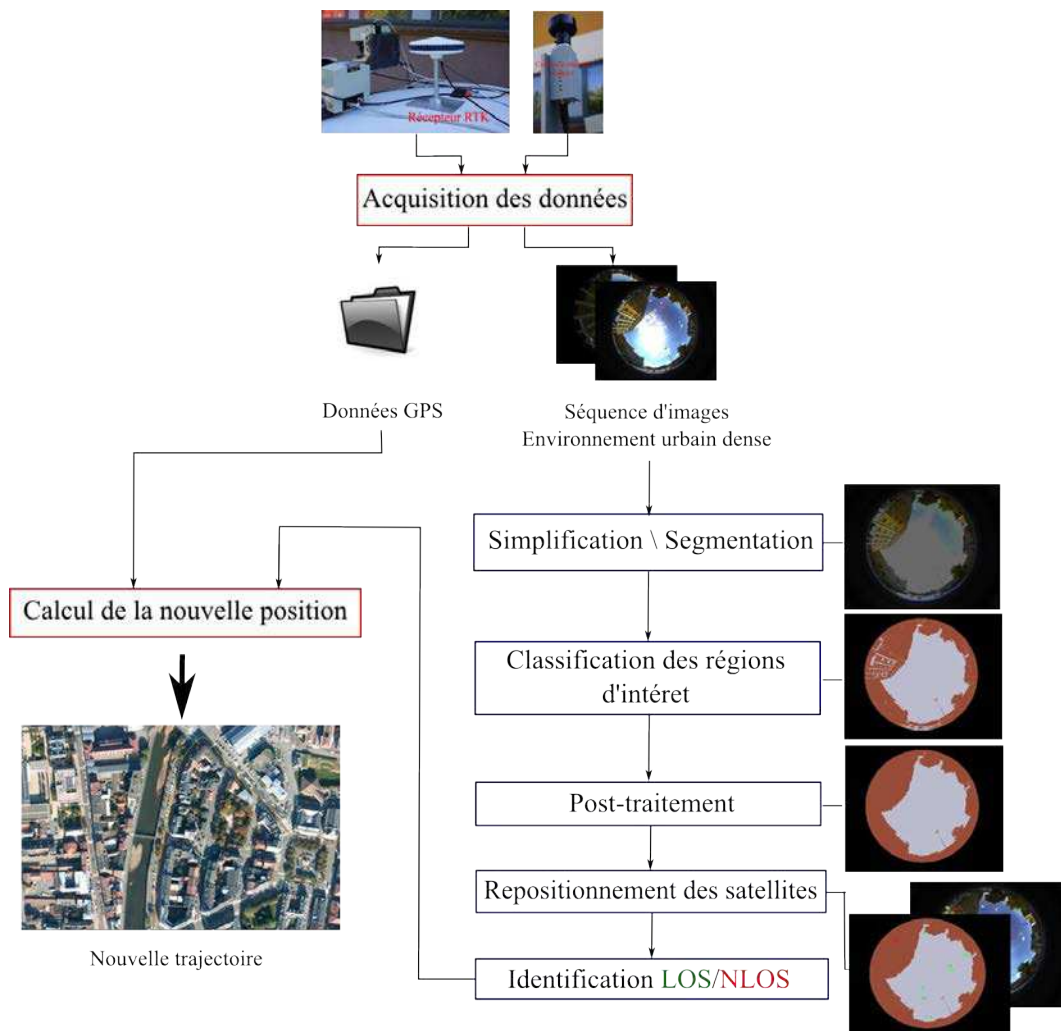 Récepteur RTK
Acquisition des données
Données GPS
Séquence d'images
Environnement urbain dense
Simplification \ Segmentation
Calcul de la nouvelle position
Classification des régions
d'intéret
Post-traitement
Repositionnement des satellites
Nouvelle trajectoire
Identification LOS/NLOS